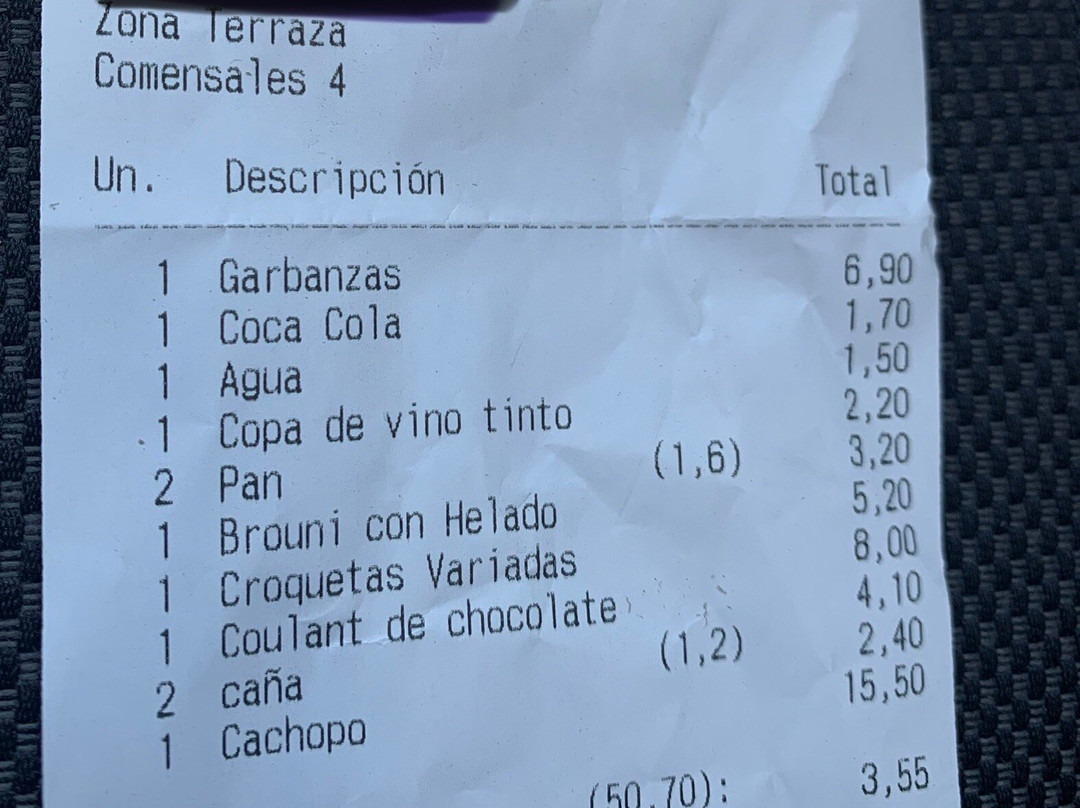 Zona Terraza
Comensales 4
Un. Descripción Total
1 Garbanzas 6,90
1 Coca Cola 1,70
1 Agua 1,50
1 Copa de vino tinto 2,20
2 Pan (1,6) 3,20
1 Brouni con Helado 5,20
1 Croquetas Variadas 8,00
1 Coulant de chocolate 4,10
2 caña (1,2) 2,40
1 Cachopo 15,50
(50,70): 3,55